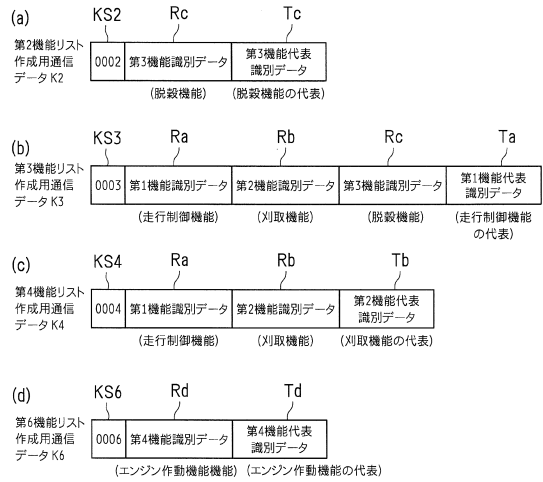 (a)
KS2 Rc Tc
第2機能リスト
作成用通信
データK2
0002 第3機能識別データ 第3機能代表
識別データ
(脱穀機能) (脱穀機能の代表)
(b)
KS3 Ra Rb Rc Ta
第3機能リスト
作成用通信
データK3
0003 第1機能識別データ 第2機能識別データ 第3機能識別データ 第1機能代表
識別データ
(走行制御機能) (刈取機能) (脱穀機能) (走行制御機能
の代表)
(c)
KS4 Ra Rb Tb
第4機能リスト
作成用通信
データK4
0004 第1機能識別データ 第2機能識別データ 第2機能代表
識別データ
(走行制御機能) (刈取機能) (刈取機能の代表)
(d)
KS6 Rd Td
第6機能リスト
作成用通信
データK6
0006 第4機能識別データ 第4機能代表
識別データ
(エンジン作動機能機能) (エンジン作動機能の代表)